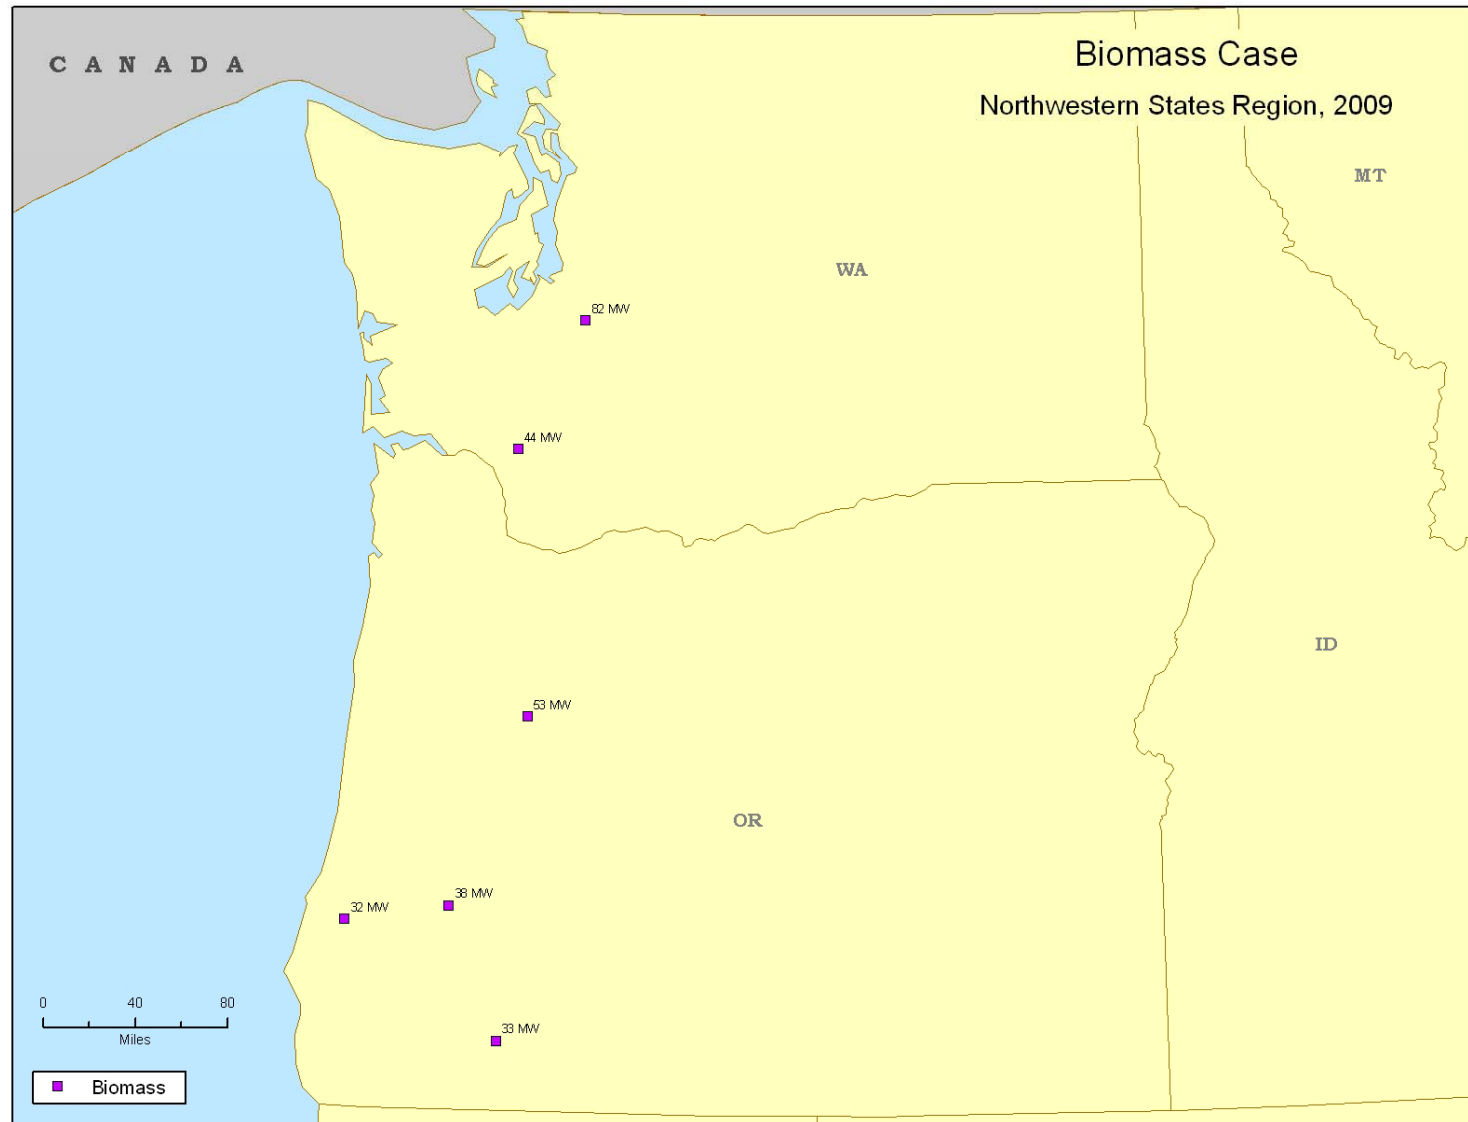 Biomass Case
Northwestern States Region, 2009
C A N A D A
MT
WA
82 MW
44 MW
ID
53 MW
OR
38 MW
32 MW
33 MW
0 40 80
Miles
Biomass